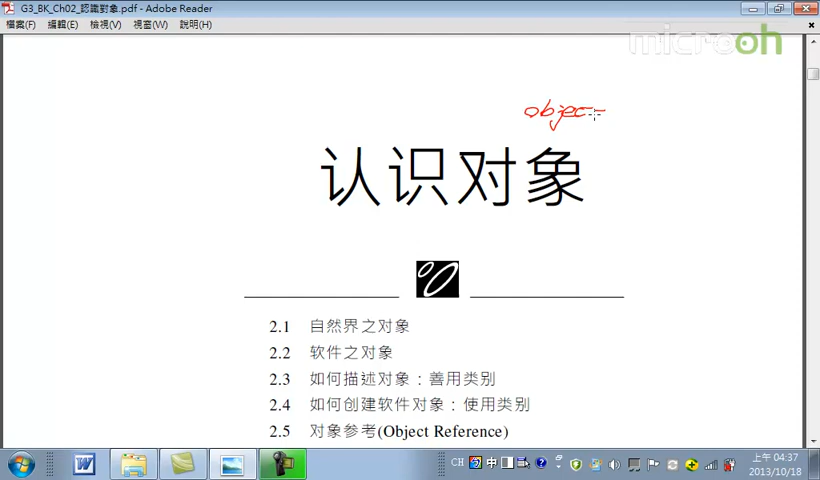 G3_BK_Ch02_認識對象.pdf - Adobe Reader
檔案(F) 編輯(E) 檢視(V) 視窗(W) 說明(H)
microoh
object
认识对象
2.1 自然界之对象
2.2 软件之对象
2.3 如何描述对象：善用类别
2.4 如何创建软件对象：使用类别
2.5 对象参考(Object Reference)
CH 中 上午 04:37
2013/10/18